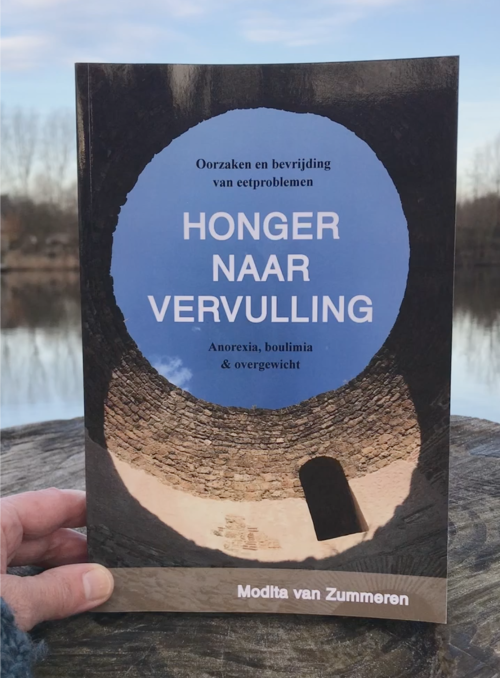 Oorzaken en bevrijding
van eetproblemen
HONGER
NAAR
VERVULLING
Anorexia, boulimia
& overgewicht
Modita van Zummeren